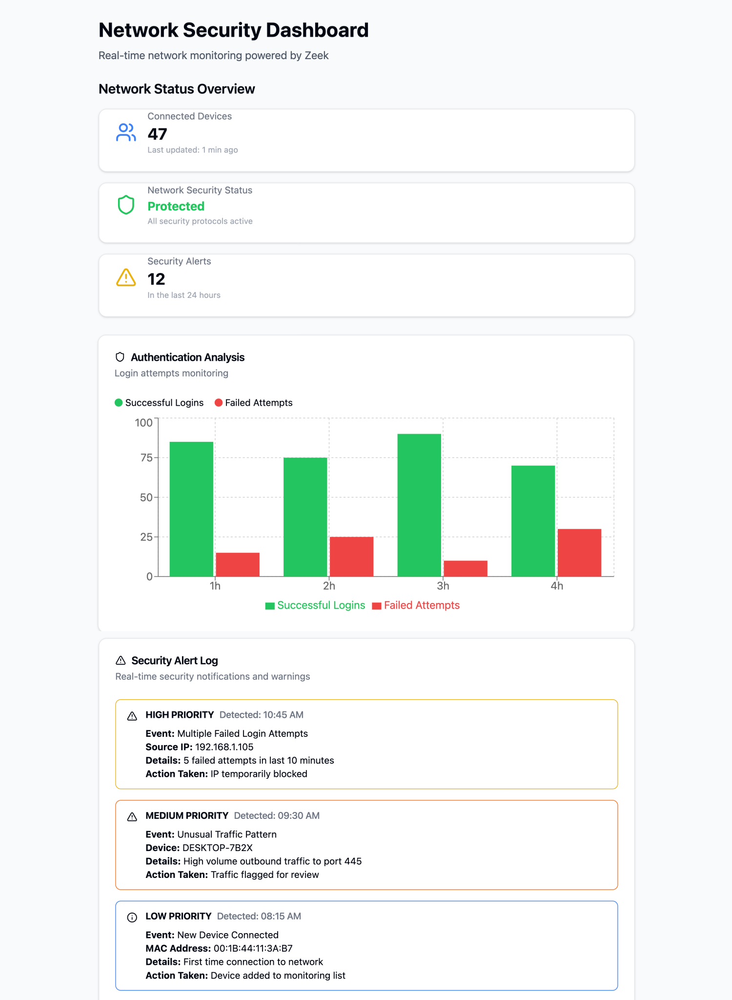 Network Security Dashboard
Real-time network monitoring powered by Zeek
Network Status Overview
Connected Devices
47
Last updated: 1 min ago
Network Security Status
Protected
All security protocols active
Security Alerts
12
In the last 24 hours
Authentication Analysis
Login attempts monitoring
Successful Logins Failed Attempts
100
75
50
25
0
1h 2h 3h 4h
Successful Logins Failed Attempts
Security Alert Log
Real-time security notifications and warnings
HIGH PRIORITY Detected: 10:45 AM
Event: Multiple Failed Login Attempts
Source IP: 192.168.1.105
Details: 5 failed attempts in last 10 minutes
Action Taken: IP temporarily blocked
MEDIUM PRIORITY Detected: 09:30 AM
Event: Unusual Traffic Pattern
Device: DESKTOP-7B2X
Details: High volume outbound traffic to port 445
Action Taken: Traffic flagged for review
LOW PRIORITY Detected: 08:15 AM
Event: New Device Connected
MAC Address: 00:1B:44:11:3A:B7
Details: First time connection to network
Action Taken: Device added to monitoring list